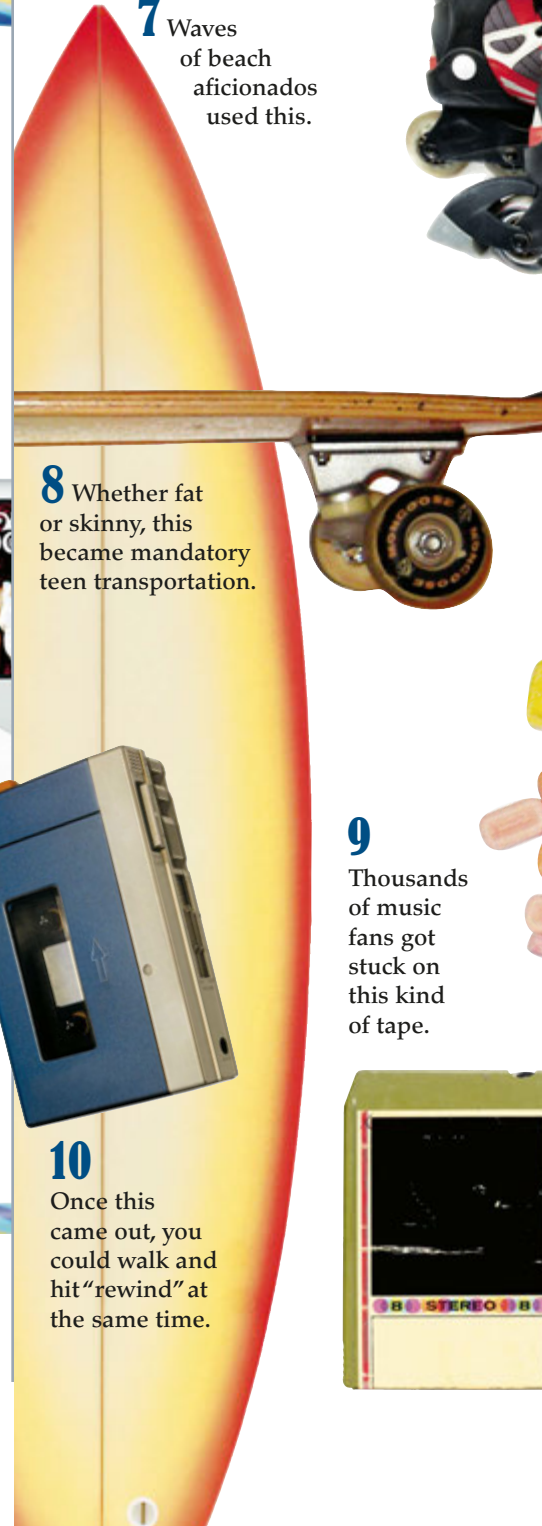 7 Waves
of beach
aficionados
used this.
MONGOOSE MONGOOSE
8 Whether fat
or skinny, this
became mandatory
teen transportation.
9
Thousands
of music
fans got
stuck on
this kind
of tape.
10
Once this
came out, you
could walk and
hit “rewind” at
the same time.
8 STEREO 8